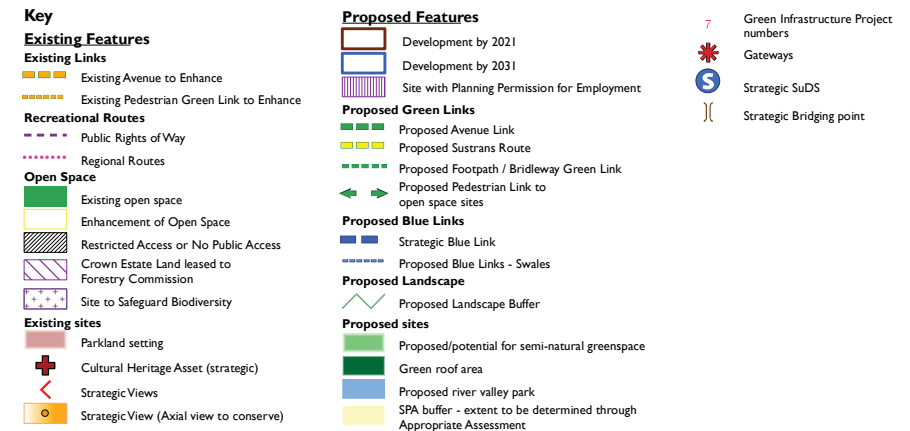 Key
Existing Features
Existing Links
Existing Avenue to Enhance
Existing Pedestrian Green Link to Enhance
Recreational Routes
Public Rights of Way
Regional Routes
Open Space
Existing open space
Enhancement of Open Space
Restricted Access or No Public Access
Crown Estate Land leased to
Forestry Commission
Site to Safeguard Biodiversity
Existing sites
Parkland setting
Cultural Heritage Asset (strategic)
Strategic Views
Strategic View (Axial view to conserve)
Proposed Features
Development by 2021
Development by 2031
Site with Planning Permission for Employment
Proposed Green Links
Proposed Avenue Link
Proposed Sustrans Route
Proposed Footpath / Bridleway Green Link
Proposed Pedestrian Link to
open space sites
Proposed Blue Links
Strategic Blue Link
Proposed Blue Links - Swales
Proposed Landscape
Proposed Landscape Buffer
Proposed sites
Proposed/potential for semi-natural greenspace
Green roof area
Proposed river valley park
SPA buffer - extent to be determined through
Appropriate Assessment
7
Green Infrastructure Project
numbers
Gateways
S
Strategic SuDS
Strategic Bridging point